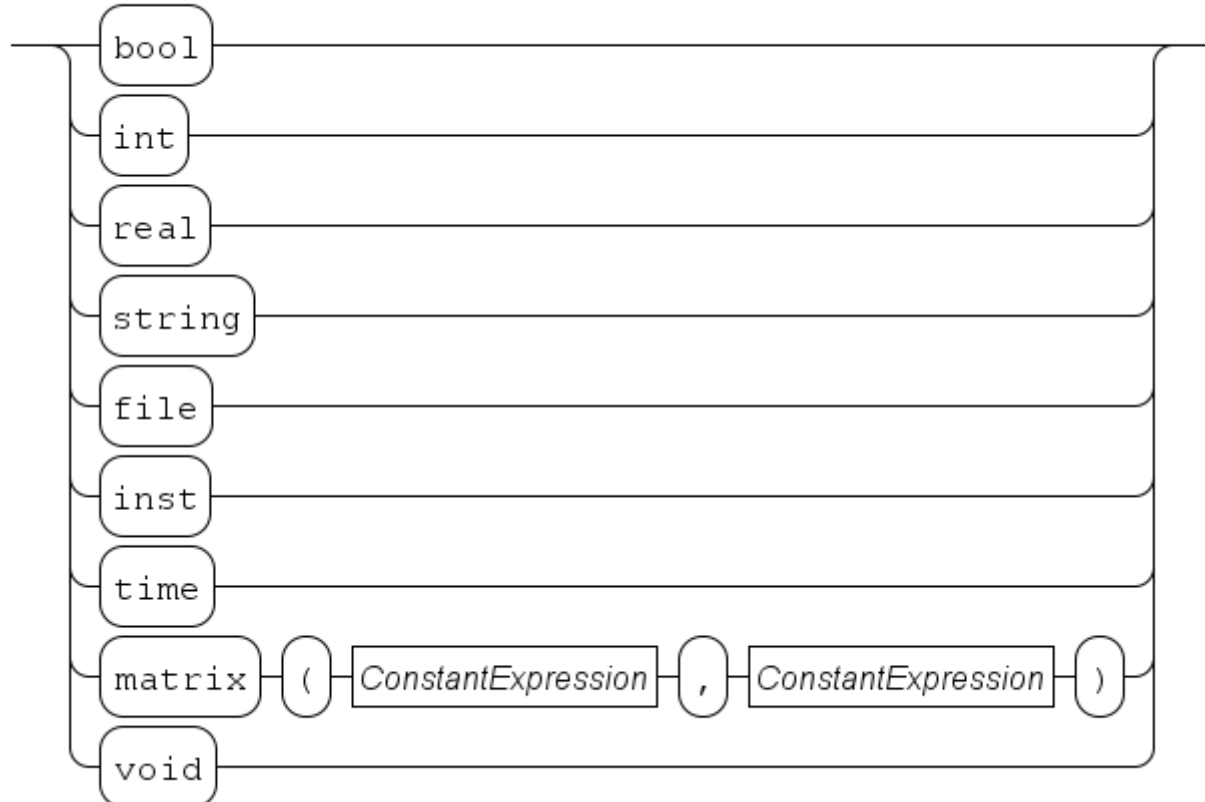 bool
int
real
string
file
inst
time
matrix ( ConstantExpression , ConstantExpression )
void